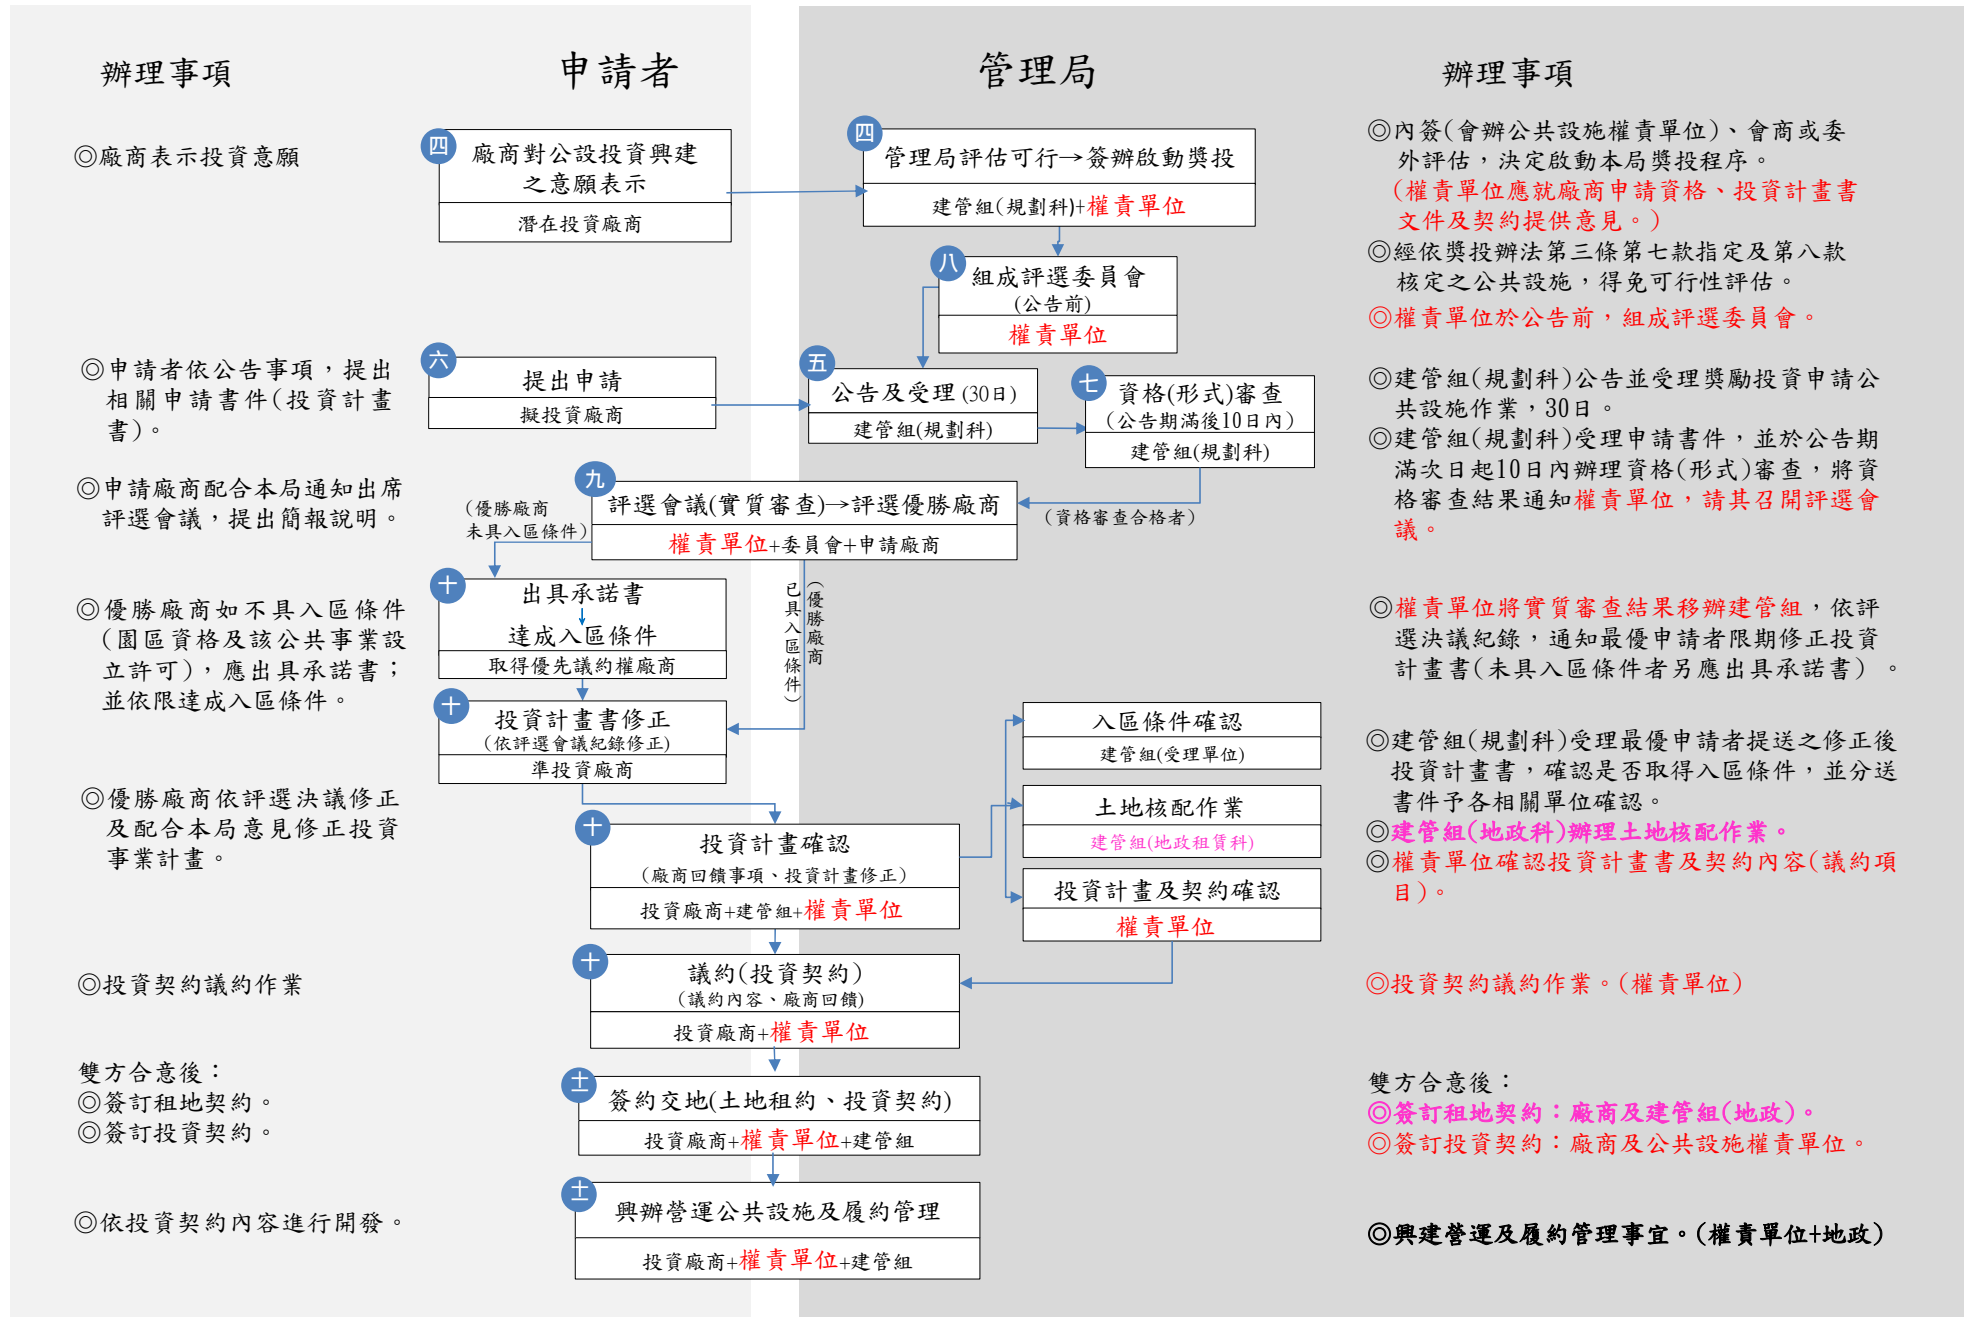 辦理事項
申請者
管理局
辦理事項
◎廠商表示投資意願
四
廠商對公設投資興建
之意願表示
潛在投資廠商
四
管理局評估可行→簽辦啟動獎投
建管組(規劃科)+權責單位
◎內簽(會辦公共設施權責單位)、會商或委
外評估，決定啟動本局獎投程序。
(權責單位應就廠商申請資格、投資計畫書
文件及契約提供意見。)
◎經依獎投辦法第三條第七款指定及第八款
核定之公共設施，得免可行性評估。
◎權責單位於公告前，組成評選委員會。
八
組成評選委員會
(公告前)
權責單位
◎申請者依公告事項，提出
相關申請書件(投資計畫
書)。
六
提出申請
擬投資廠商
五
公告及受理(30日)
建管組(規劃科)
七
資格(形式)審查
(公告期滿後10日內)
建管組(規劃科)
◎建管組(規劃科)公告並受理獎勵投資申請公
共設施作業，30日。
◎建管組(規劃科)受理申請書件，並於公告期
滿次日起10日內辦理資格(形式)審查，將資
格審查結果通知權責單位，請其召開評選會
議。
◎申請廠商配合本局通知出席
評選會議，提出簡報說明。
九
評選會議(實質審查)→評選優勝廠商
權責單位+委員會+申請廠商
(資格審查合格者)
(優勝廠商
未具入區條件)
(優勝廠商
已具入區條件)
◎優勝廠商如不具入區條件
(園區資格及該公共事業設
立許可)，應出具承諾書；
並依限達成入區條件。
十
出具承諾書
達成入區條件
取得優先議約權廠商
◎權責單位將實質審查結果移辦建管組，依評
選決議紀錄，通知最優申請者限期修正投資
計畫書(未具入區條件者另應出具承諾書)。
十
投資計畫書修正
(依評選會議紀錄修正)
準投資廠商
入區條件確認
建管組(受理單位)
土地核配作業
建管組(地政租賃科)
投資計畫及契約確認
權責單位
◎建管組(規劃科)受理最優申請者提送之修正後
投資計畫書，確認是否取得入區條件，並分送
書件予各相關單位確認。
◎建管組(地政科)辦理土地核配作業。
◎權責單位確認投資計畫書及契約內容(議約項
目)。
◎優勝廠商依評選決議修正
及配合本局意見修正投資
事業計畫。
十
投資計畫確認
(廠商回饋事項、投資計畫修正)
投資廠商+建管組+權責單位
◎投資契約議約作業
十
議約(投資契約)
(議約內容、廠商回饋)
投資廠商+權責單位
◎投資契約議約作業。(權責單位)
雙方合意後：
◎簽訂租地契約。
◎簽訂投資契約。
十一
簽約交地(土地租約、投資契約)
投資廠商+權責單位+建管組
雙方合意後：
◎簽訂租地契約：廠商及建管組(地政)。
◎簽訂投資契約：廠商及公共設施權責單位。
◎依投資契約內容進行開發。
十一
興辦營運公共設施及履約管理
投資廠商+權責單位+建管組
◎興建營運及履約管理事宜。(權責單位+地政)